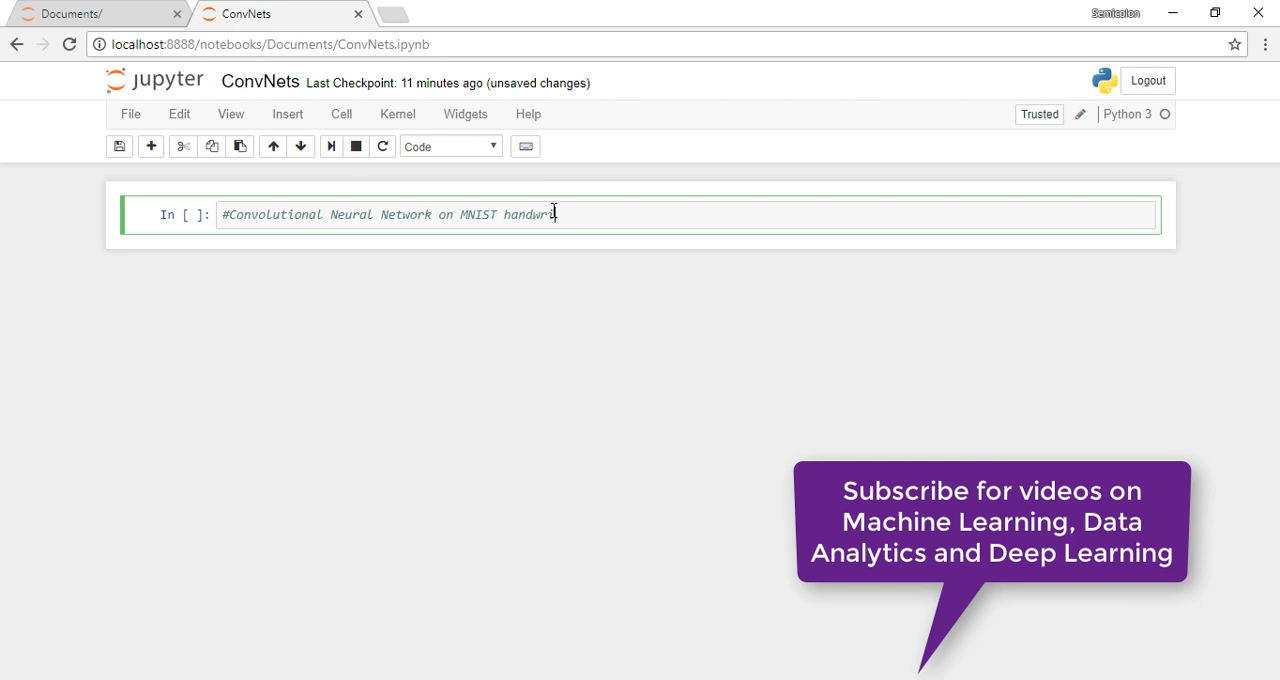 Documents/
ConvNets
Semicolon
localhost:8888/notebooks/Documents/ConvNets.ipynb
jupyter ConvNets Last Checkpoint: 11 minutes ago (unsaved changes)
Logout
File Edit View Insert Cell Kernel Widgets Help
Trusted Python 3
Code
In [ ]: #Convolutional Neural Network on MNIST handwri
Subscribe for videos on
Machine Learning, Data
Analytics and Deep Learning